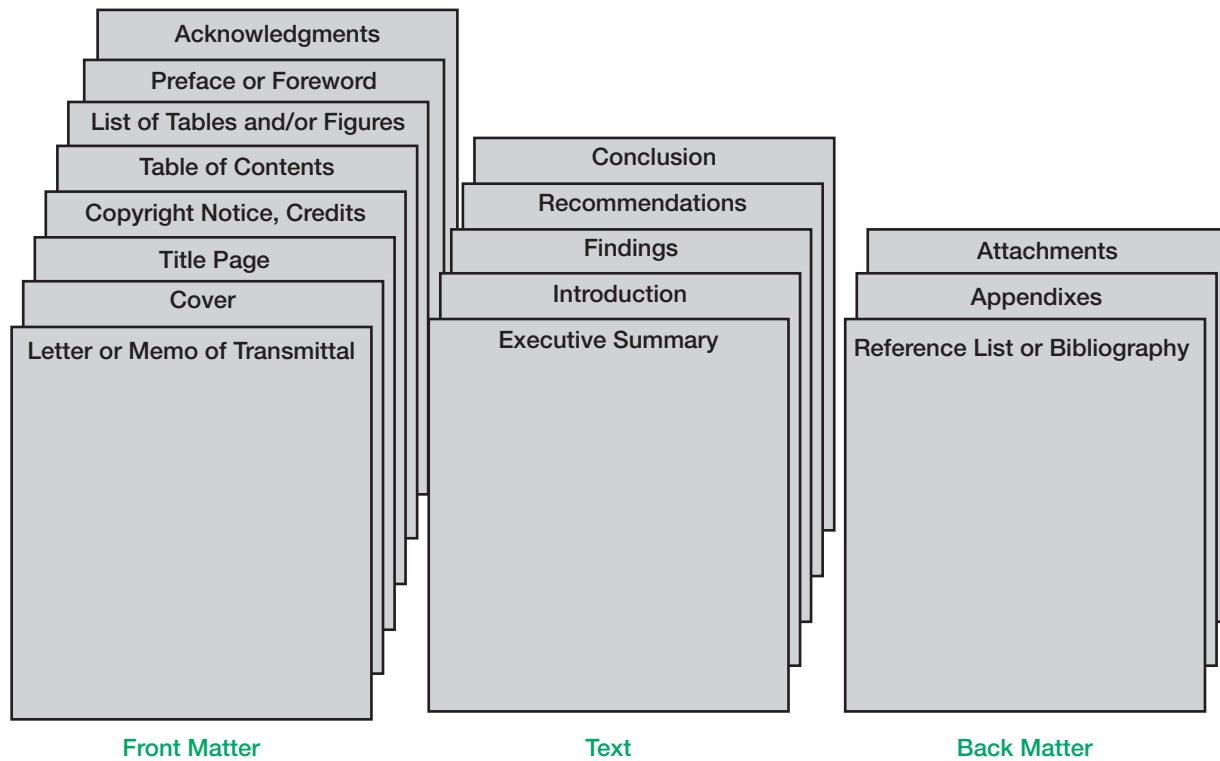 Acknowledgments
Preface or Foreword
List of Tables and/or Figures
Table of Contents
Copyright Notice, Credits
Title Page
Cover
Letter or Memo of Transmittal
Front Matter
Conclusion
Recommendations
Findings
Introduction
Executive Summary
Text
Attachments
Appendixes
Reference List or Bibliography
Back Matter